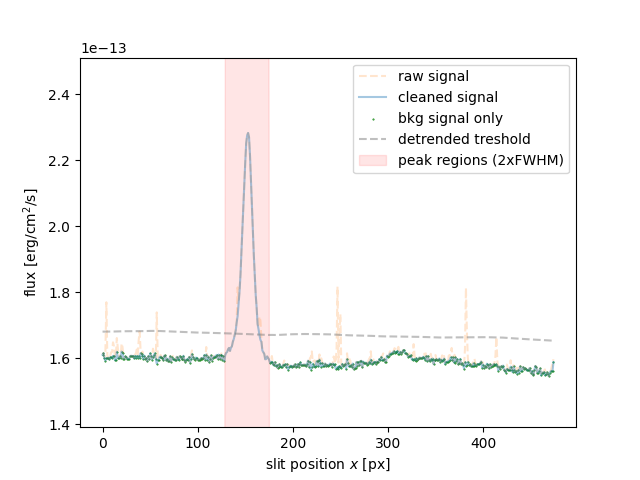 1e−13
raw signal
cleaned signal
bkg signal only
detrended treshold
peak regions (2xFWHM)
2.4
2.2
2.0
1.8
1.6
1.4
flux [erg/cm²/s]
0
100
200
300
400
slit position x [px]